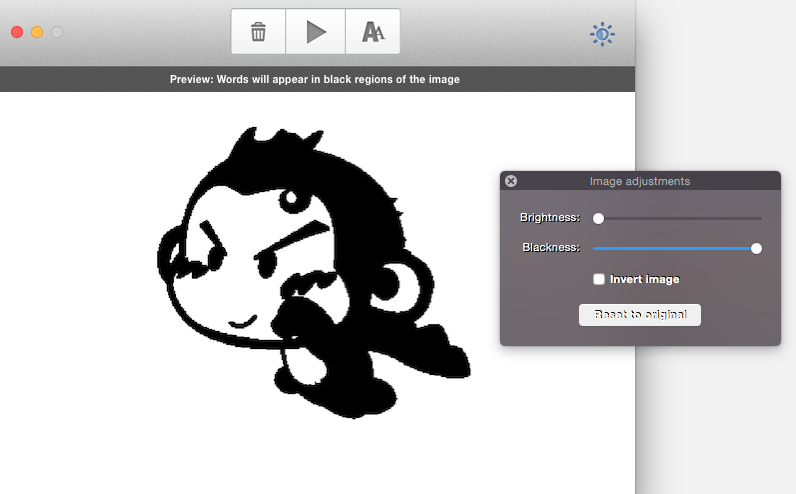 AA
Preview: Words will appear in black regions of the image
Image adjustments
Brightness:
Blackness:
Invert image
Reset to original